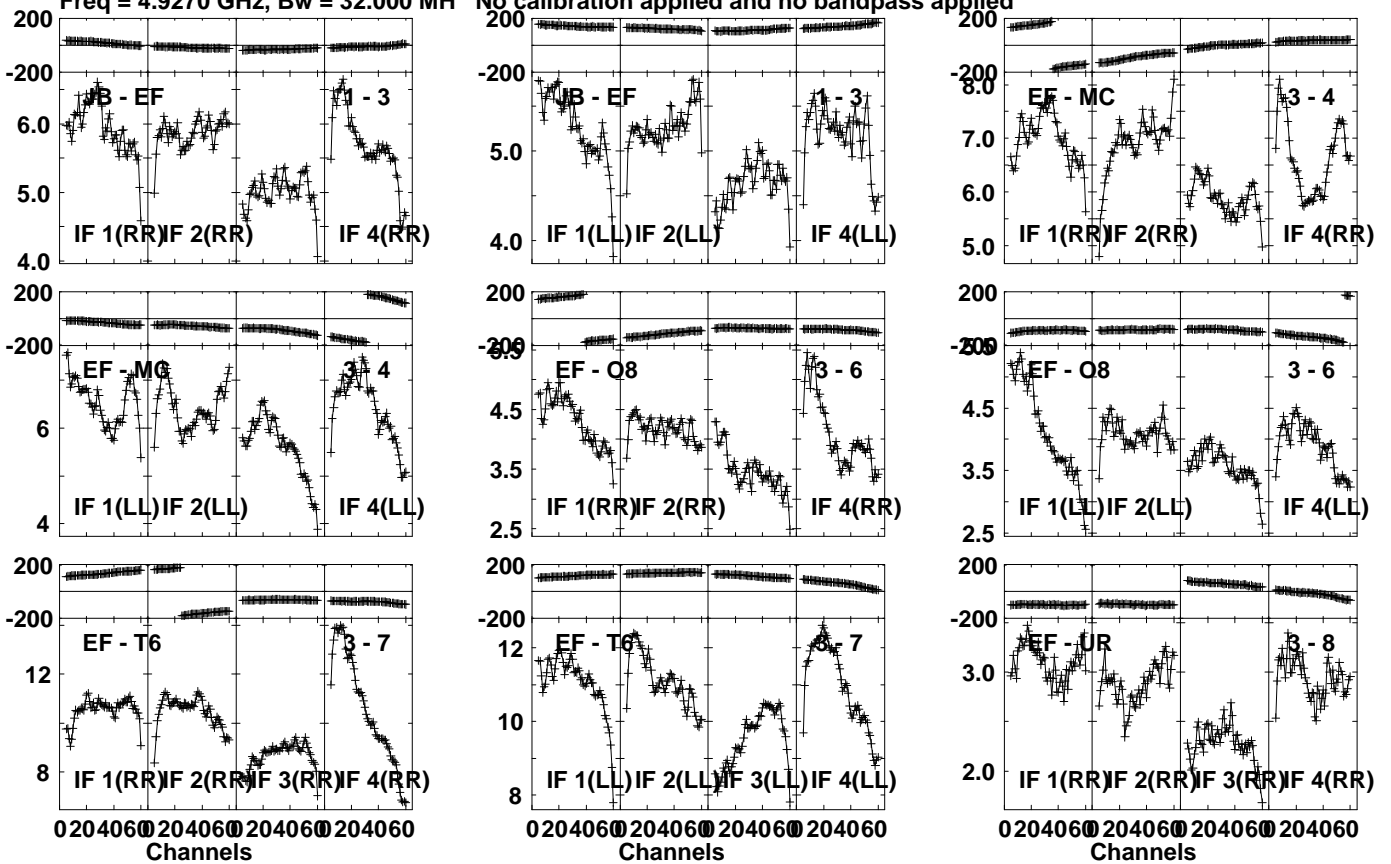 Freq = 4.9270 GHz, Bw = 32.000 MH No calibration applied and no bandpass applied
200 200 200
-200 -200 -200
JB - EF 1 - 3 JB - EF 1 - 3 EF - MC 3 - 4
6.0 5.0 8.0
5.0 4.0 7.0
4.0 6.0
5.0
IF 1(RR) IF 2(RR) IF 4(RR) IF 1(LL) IF 2(LL) IF 4(LL) IF 1(RR) IF 2(RR) IF 4(RR)
200 200 200
-200 -200 -200
EF - MC 3 - 4 EF - O8 3 - 6 EF - O8 3 - 6
6 5.5 5.5
4 4.5 4.5
3.5 3.5
2.5 2.5
IF 1(LL) IF 2(LL) IF 4(LL) IF 1(RR) IF 2(RR) IF 4(RR) IF 1(LL) IF 2(LL) IF 4(LL)
200 200 200
-200 -200 -200
EF - T6 3 - 7 EF - T6 3 - 7 EF - UR 3 - 8
12 12 3.0
10 10 2.0
8 8
IF 1(RR) IF 2(RR) IF 3(RR) IF 4(RR) IF 1(LL) IF 2(LL) IF 3(LL) IF 4(LL) IF 1(RR) IF 2(RR) IF 3(RR) IF 4(RR)
0 20 40 60 0 20 40 60 0 20 40 60
Channels Channels Channels